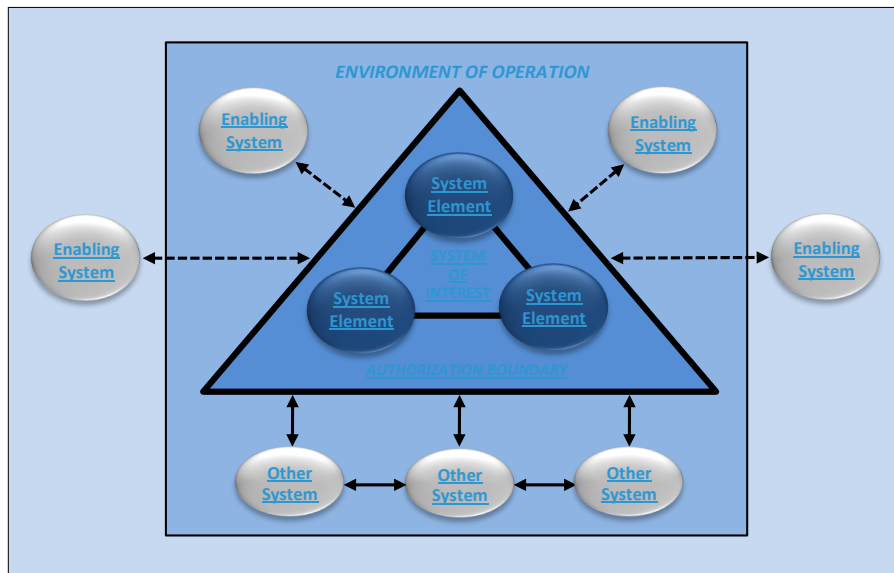 ENVIRONMENT OF OPERATION
Enabling
System
Enabling
System
System
Element
Enabling
System
SYSTEM
OF
INTEREST
Enabling
System
System
Element
System
Element
AUTHORIZATION BOUNDARY
Other
System
Other
System
Other
System